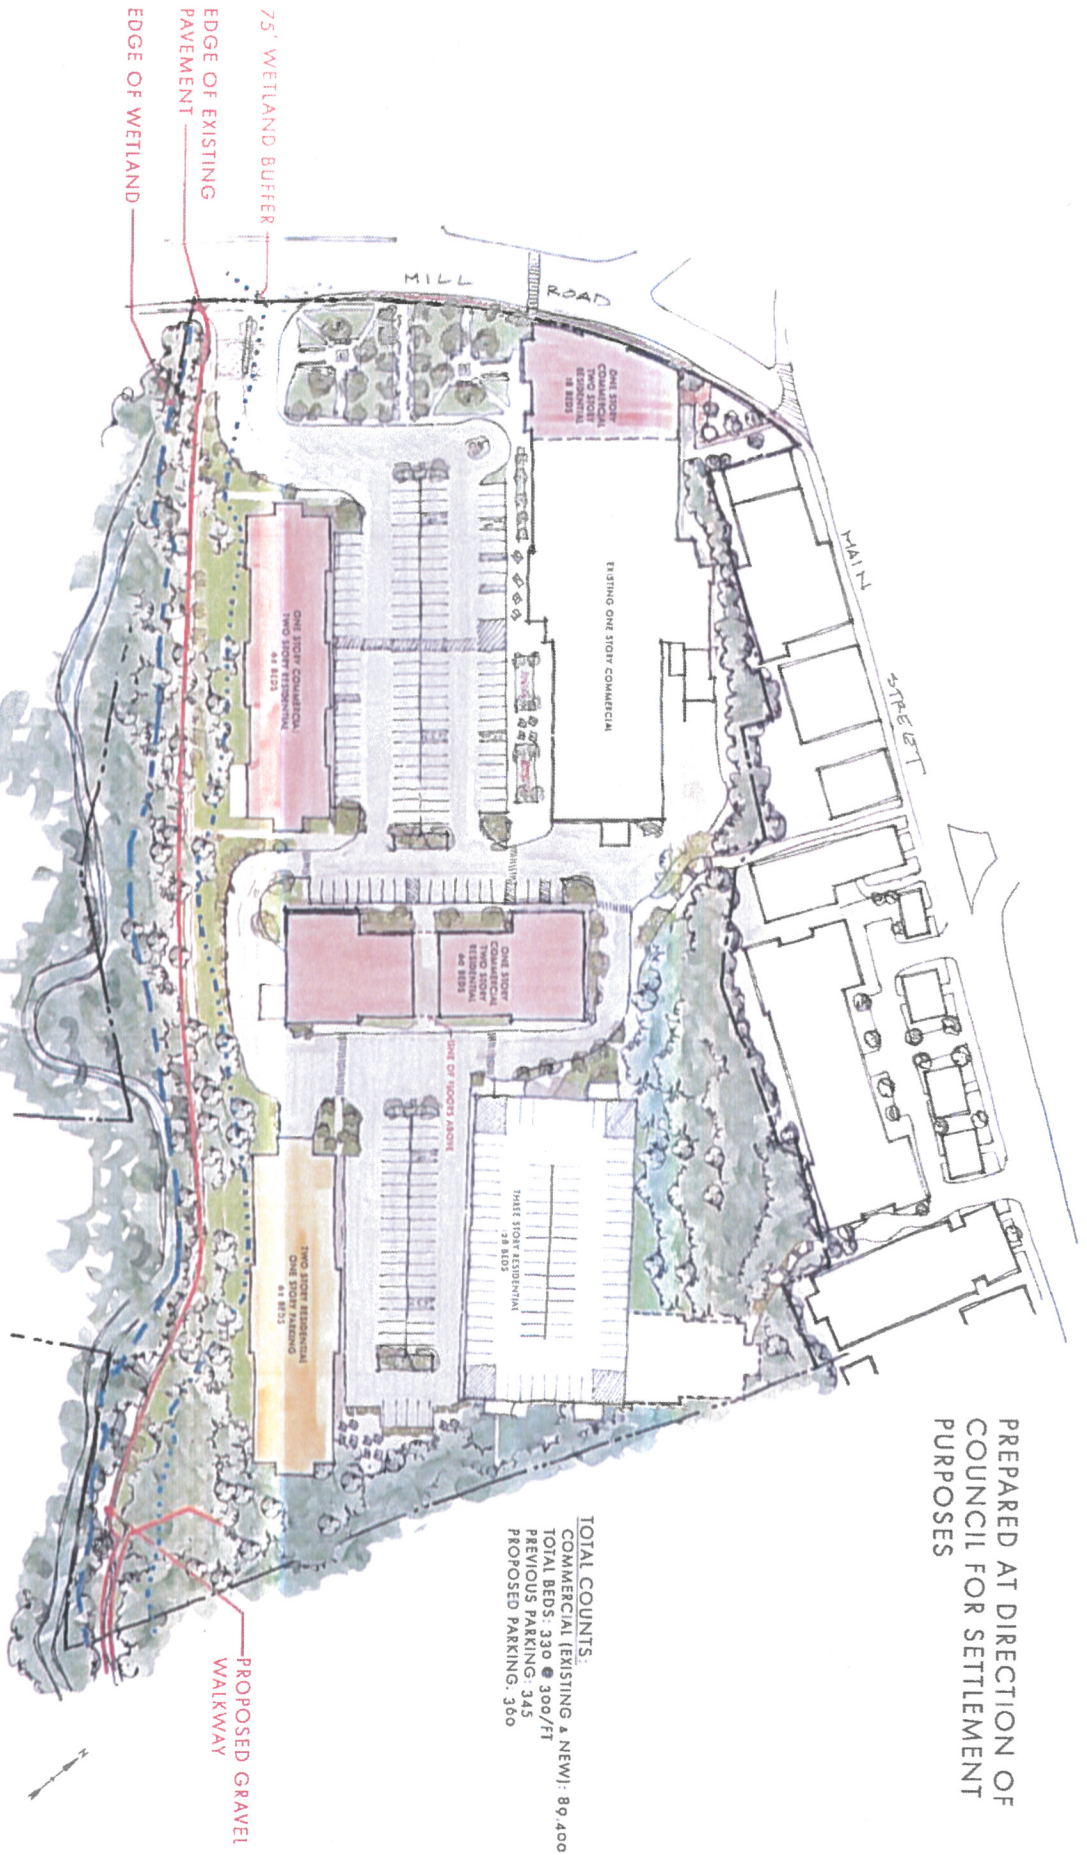 PREPARED AT DIRECTION OF
COUNCIL FOR SETTLEMENT
PURPOSES
MAIN
STREET
MILL
ROAD
ONE STORY
COMMERCIAL
TWO STORY
RESIDENTIAL
18 BEDS
EXISTING ONE STORY COMMERCIAL
ONE STORY COMMERCIAL
TWO STORY RESIDENTIAL
ONE STORY
COMMERCIAL
TWO STORY
RESIDENTIAL
60 BEDS
LINE OF FLOORS ABOVE
THREE STORY RESIDENTIAL
TWO STORY RESIDENTIAL
ONE STORY PARKING
TOTAL COUNTS:
COMMERCIAL (EXISTING & NEW): 89,400
TOTAL BEDS: 330 @ 300/FT
PREVIOUS PARKING: 345
PROPOSED PARKING: 360
75' WETLAND BUFFER
EDGE OF EXISTING
PAVEMENT
EDGE OF WETLAND
PROPOSED GRAVEL
WALKWAY
N